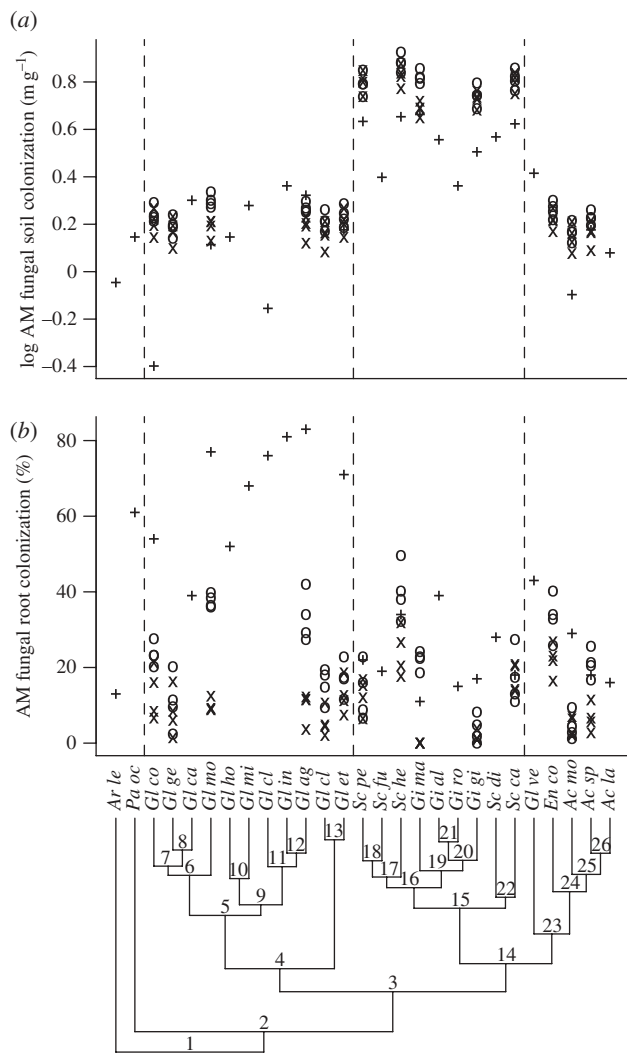 (a)
log AM fungal soil colonization (m g⁻¹)
0.8
0.6
0.4
0.2
0
–0.2
–0.4
(b)
AM fungal root colonization (%)
80
60
40
20
0
Ar le
Pa oc
Gl co
Gl ge
Gl ca
Gl mo
Gl ho
Gl mi
Gl cl
Gl in
Gl ag
Gl cl
Gl et
Sc pe
Sc fu
Sc he
Gi ma
Gi al
Gi ro
Gi gi
Sc di
Sc ca
Gl ve
En co
Ac mo
Ac sp
Ac la
8
7
6
10
11
12
13
9
5
4
18
17
16
21
20
19
22
15
26
25
24
23
14
3
2
1